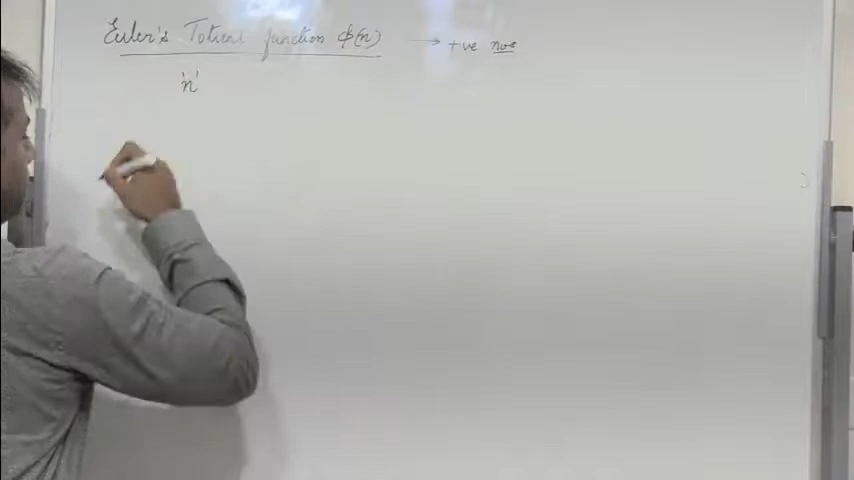 Euler's Totient function ϕ(n) → +ve nos
'n'